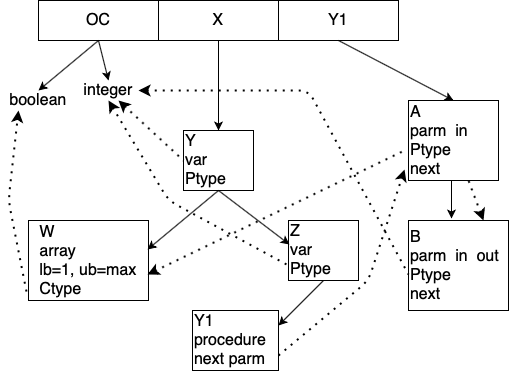 OC X Y1
boolean
integer
A
parm in
Ptype
next
Y
var
Ptype
W
array
lb=1, ub=max
Ctype
Z
var
Ptype
B
parm in out
Ptype
next
Y1
procedure
next parm